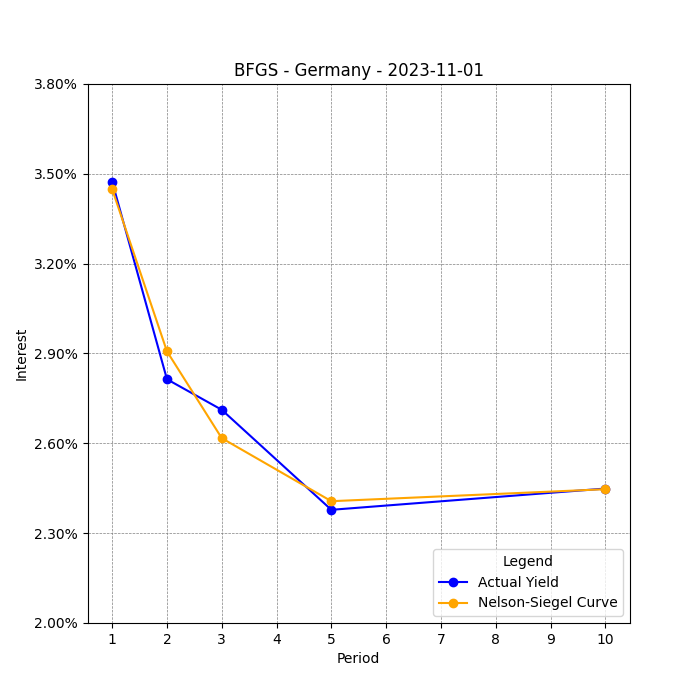 BFGS - Germany - 2023-11-01
3.80%
3.50%
3.20%
2.90%
2.60%
2.30%
2.00%
Interest
1 2 3 4 5 6 7 8 9 10
Period
Legend
Actual Yield
Nelson-Siegel Curve